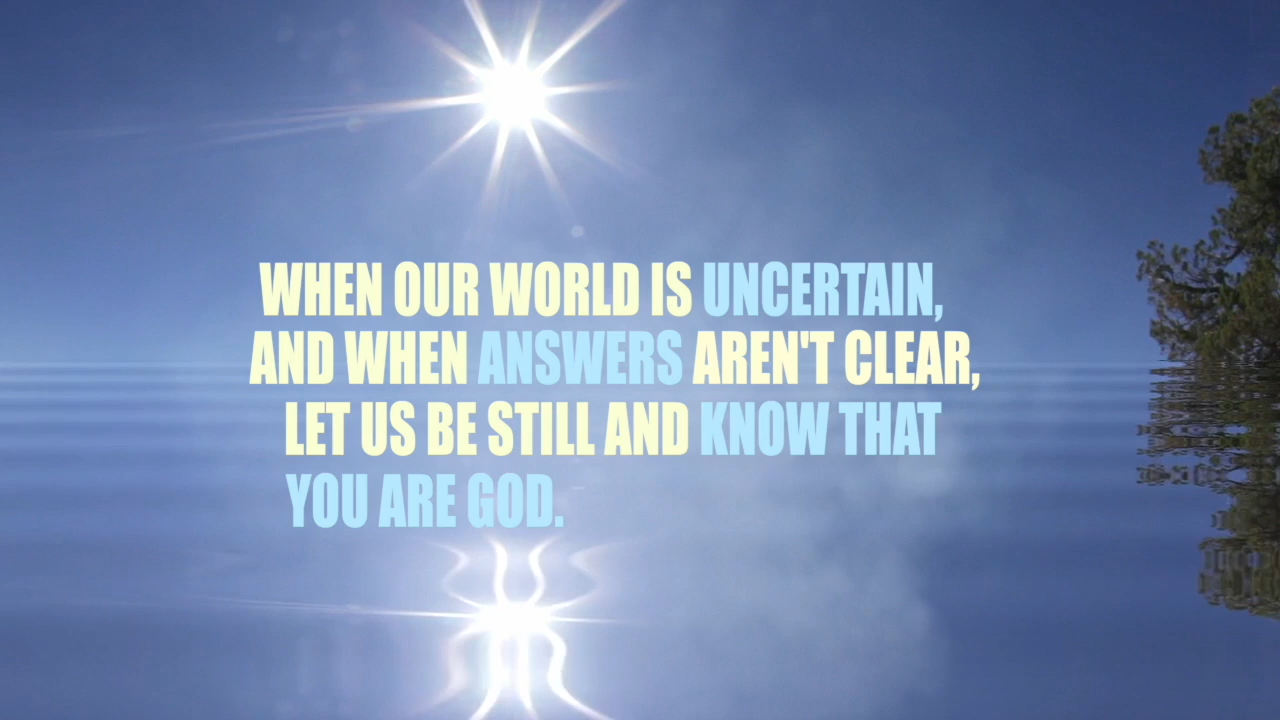 WHEN OUR WORLD IS UNCERTAIN,
AND WHEN ANSWERS AREN'T CLEAR,
LET US BE STILL AND KNOW THAT
YOU ARE GOD.